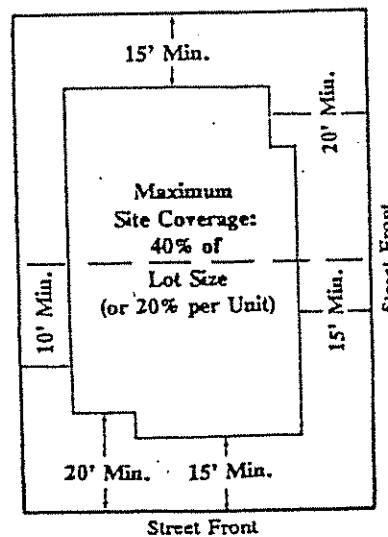 15' Min.
20' Min.
Maximum
Site Coverage:
40% of
Lot Size
(or 20% per Unit)
Street Front
10' Min.
15' Min.
20' Min.
15' Min.
Street Front